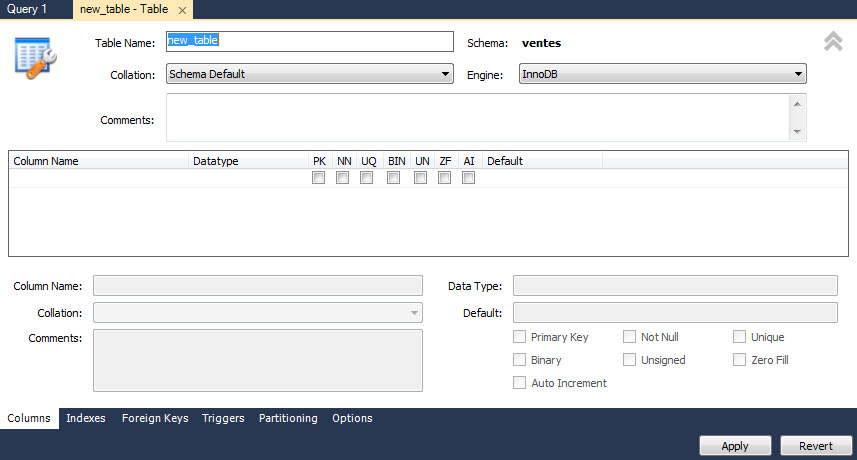 Query 1 new_table - Table
Table Name: new_table Schema: ventes
Collation: Schema Default Engine: InnoDB
Comments:
Column Name Datatype PK NN UQ BIN UN ZF AI Default
Column Name: Data Type:
Collation: Default:
Comments: Primary Key Not Null Unique
Binary Unsigned Zero Fill
Auto Increment
Columns Indexes Foreign Keys Triggers Partitioning Options
Apply Revert